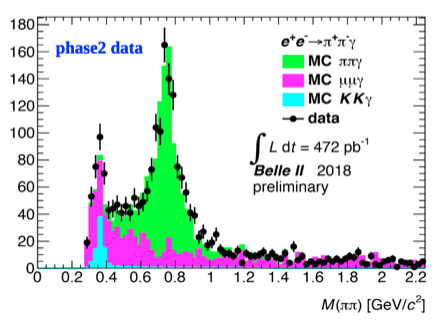 180
160
140
120
100
80
60
40
20
0
phase2 data
e⁺e⁻→π⁺π⁻γ
MC ππγ
MC μμγ
MC KKγ
data
∫ L dt = 472 pb⁻¹
Belle II 2018
preliminary
0 0.2 0.4 0.6 0.8 1 1.2 1.4 1.6 1.8 2 2.2
M(ππ) [GeV/c²]